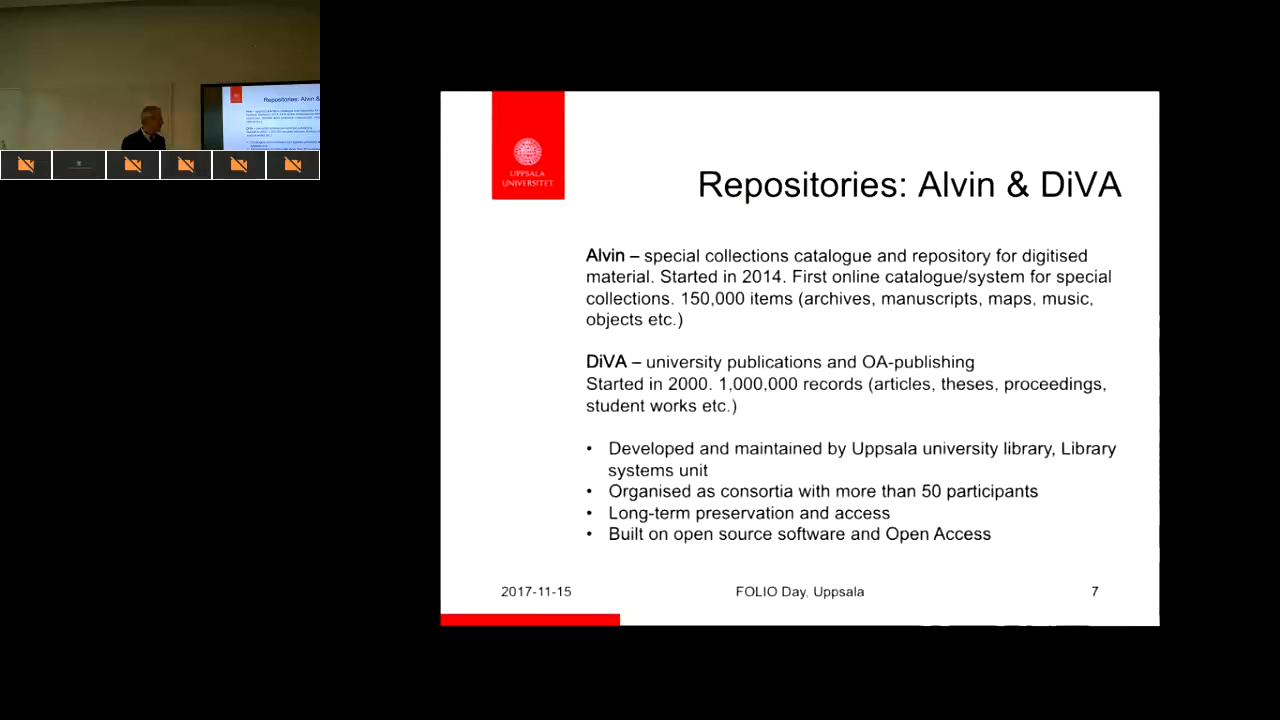 Repositories: Alvin &
UPPSALA
UNIVERSITET
Repositories: Alvin & DiVA
Alvin – special collections catalogue and repository for digitised
material. Started in 2014. First online catalogue/system for special
collections. 150,000 items (archives, manuscripts, maps, music,
objects etc.)
DiVA – university publications and OA-publishing
Started in 2000. 1,000,000 records (articles, theses, proceedings,
student works etc.)
• Developed and maintained by Uppsala university library, Library
systems unit
• Organised as consortia with more than 50 participants
• Long-term preservation and access
• Built on open source software and Open Access
2017-11-15
FOLIO Day, Uppsala
7